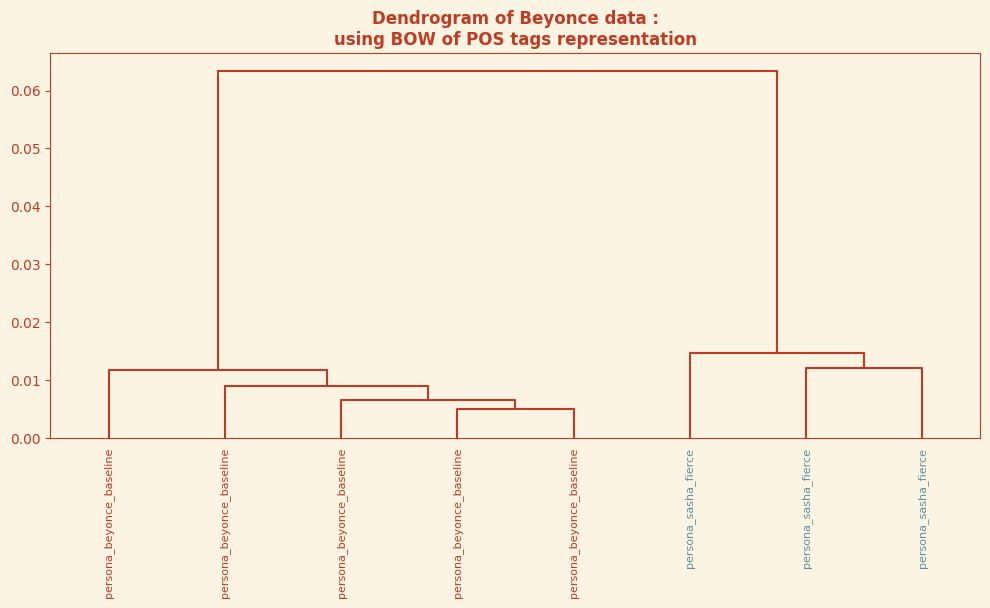 Dendrogram of Beyonce data :
using BOW of POS tags representation
0.06
0.05
0.04
0.03
0.02
0.01
0.00
persona_beyonce_baseline
persona_beyonce_baseline
persona_beyonce_baseline
persona_beyonce_baseline
persona_beyonce_baseline
persona_sasha_fierce
persona_sasha_fierce
persona_sasha_fierce